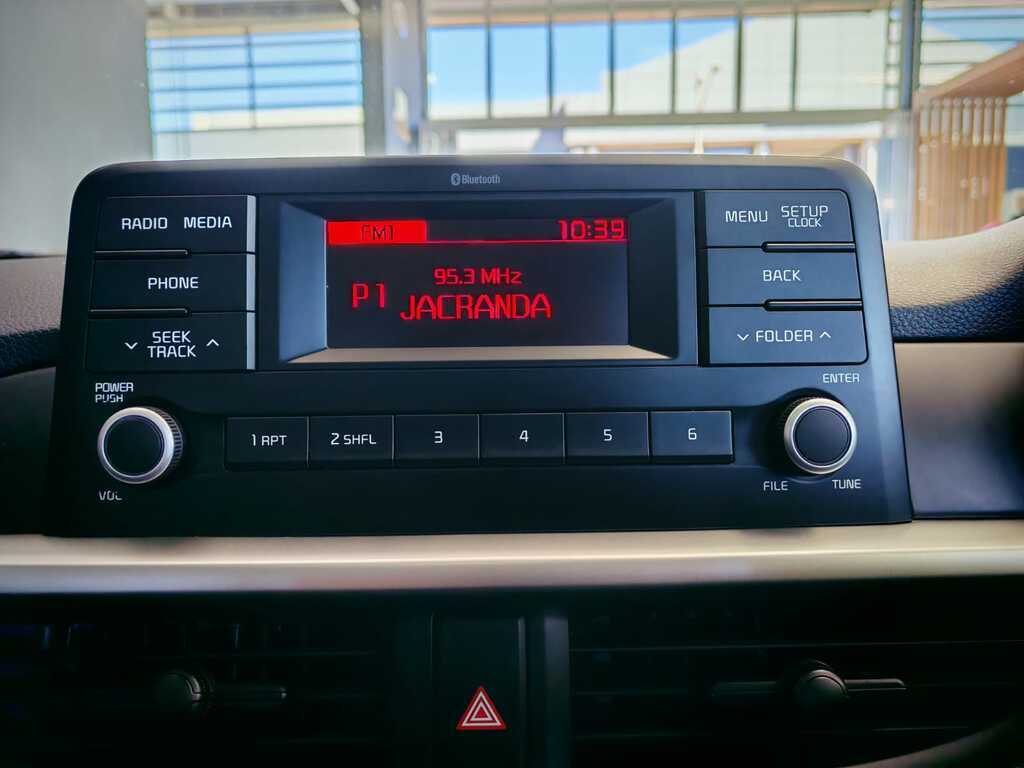 Bluetooth
RADIO MEDIA
PHONE
SEEK
TRACK
FM1 10:39
95.3 MHz
P1 JACRANDA
MENU SETUP
CLOCK
BACK
FOLDER
POWER
PUSH
VOL
1 RPT 2 SHFL 3 4 5 6
ENTER
FILE TUNE